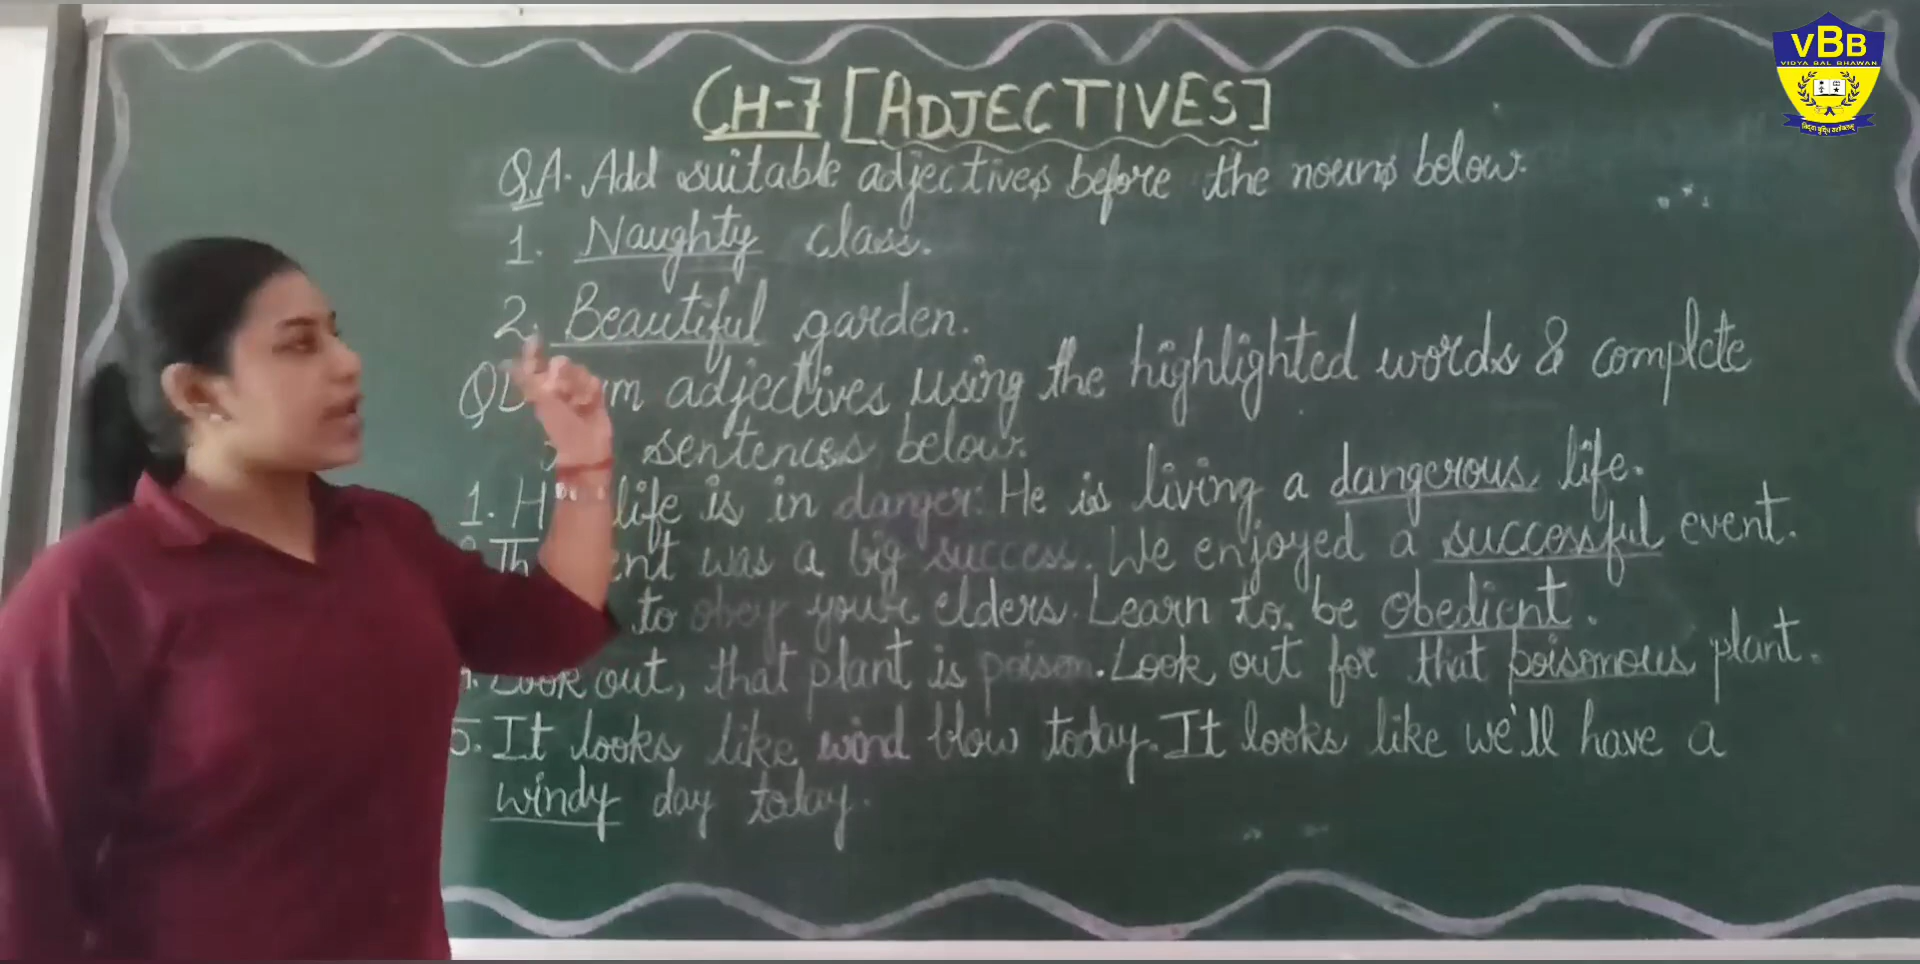 VBB
VIDYA BAL BHAWAN
CH-7 [ADJECTIVES]
QA. Add suitable adjectives before the nouns below.
1. Naughty class.
2. Beautiful garden.
adjectives using the highlighted words & complete
sentences below.
1. life is in danger. He is living a dangerous life.
was a big success. We enjoyed a successful event.
to obey your elders. Learn to be obedient.
Look out, that plant is poison. Look out for that poisonous plant.
5. It looks like wind blow today. It looks like we'll have a
windy day today.